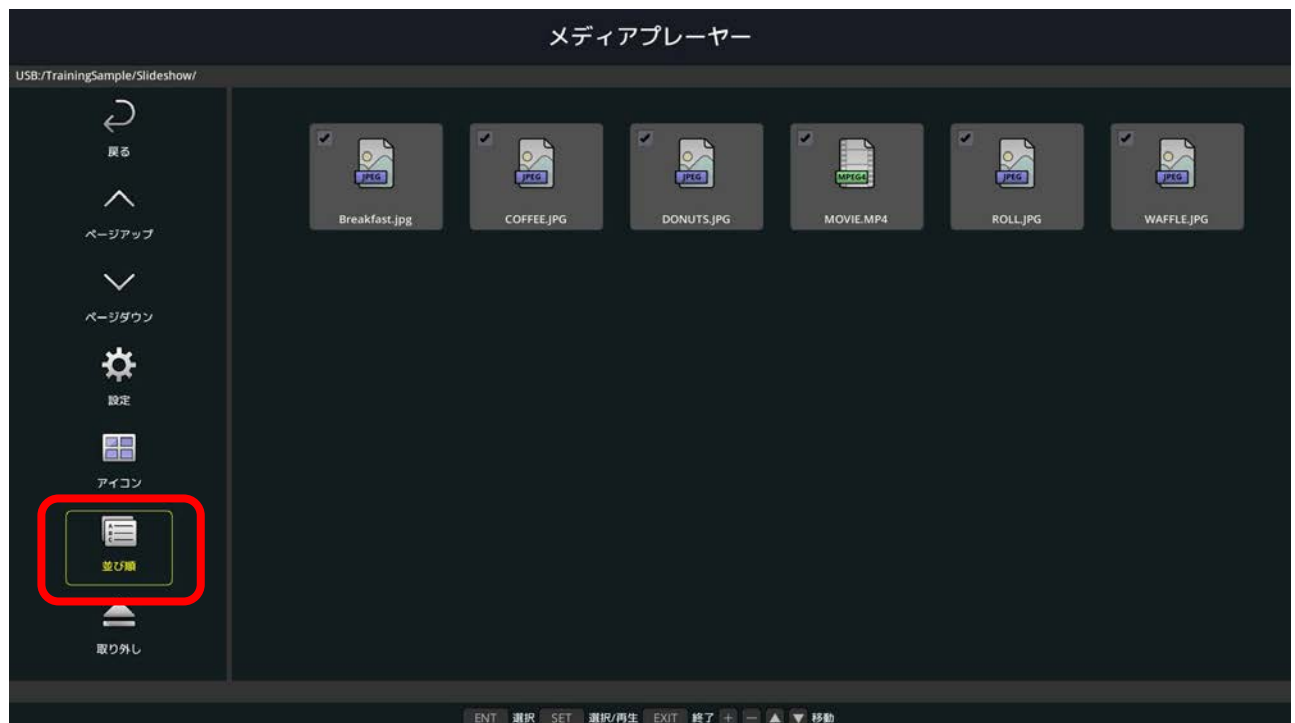 メディアプレーヤー
USB:/TrainingSample/Slideshow/
戻る
ページアップ
ページダウン
設定
アイコン
並び順
取り外し
JPEG JPEG JPEG MPEG4 JPEG JPEG
Breakfast.jpg COFFEE.JPG DONUTS.JPG MOVIE.MP4 ROLL.JPG WAFFLE.JPG
ENT 選択 SET 選択/再生 EXIT 終了 + − ▲ ▼ 移動